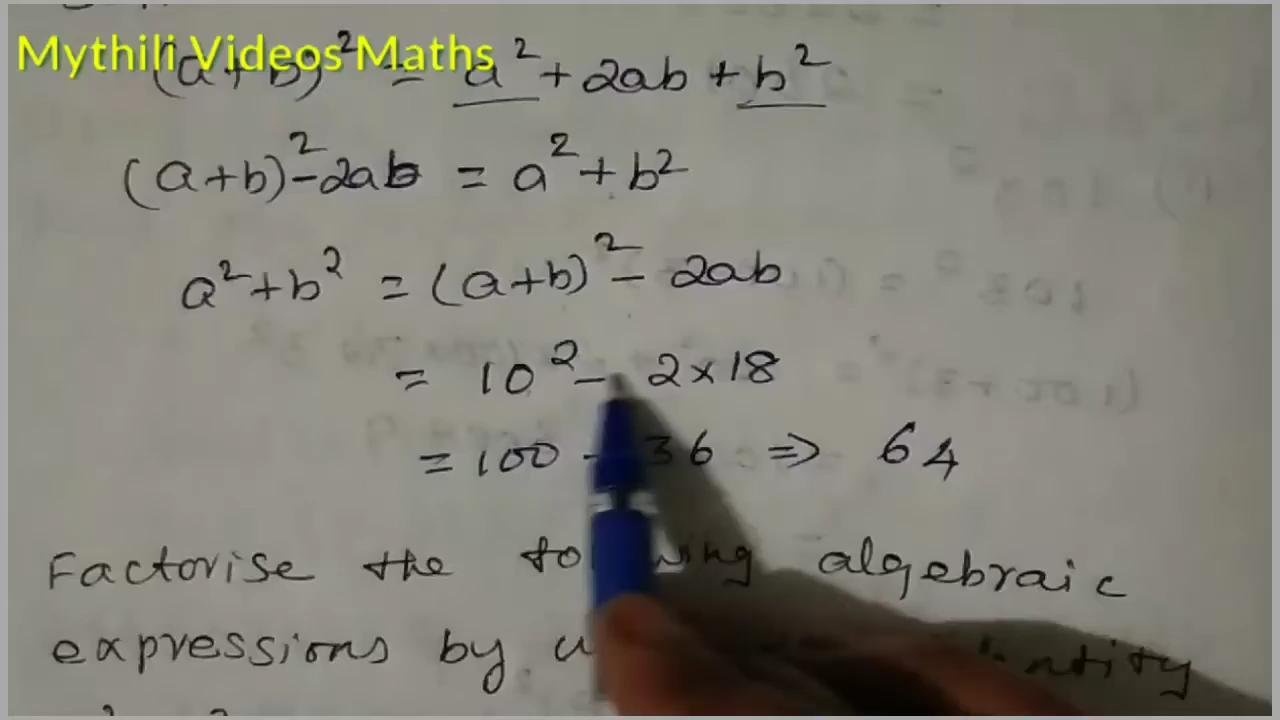 Mythili Videos Maths
(a+b)² = a² + 2ab + b²
(a+b)² - 2ab = a² + b²
a² + b² = (a+b)² - 2ab
= 10² - 2×18
= 100 - 36 ⇒ 64
Factorise the algebraic
expressions by